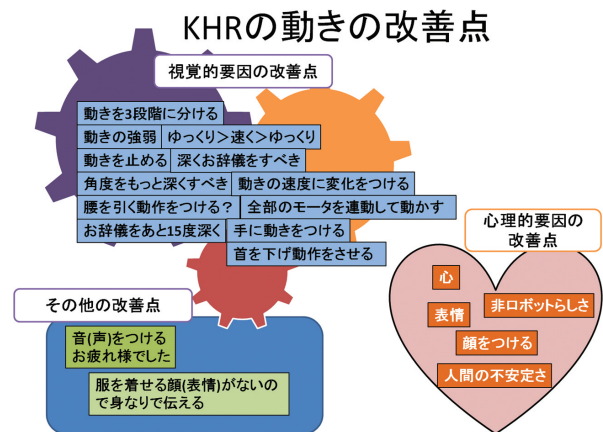 KHRの動きの改善点
視覚的要因の改善点
動きを3段階に分ける
動きの強弱 ゆっくり＞速く＞ゆっくり
動きを止める 深くお辞儀をすべき
角度をもっと深くすべき 動きの速度に変化をつける
腰を引く動作をつける？ 全部のモータを連動して動かす
お辞儀をあと15度深く 手に動きをつける
首を下げ動作をさせる
心理的要因の
改善点
心
非ロボットらしさ
表情
顔をつける
人間の不安定さ
その他の改善点
音(声)をつける
お疲れ様でした
服を着せる顔(表情)がないの
で身なりで伝える